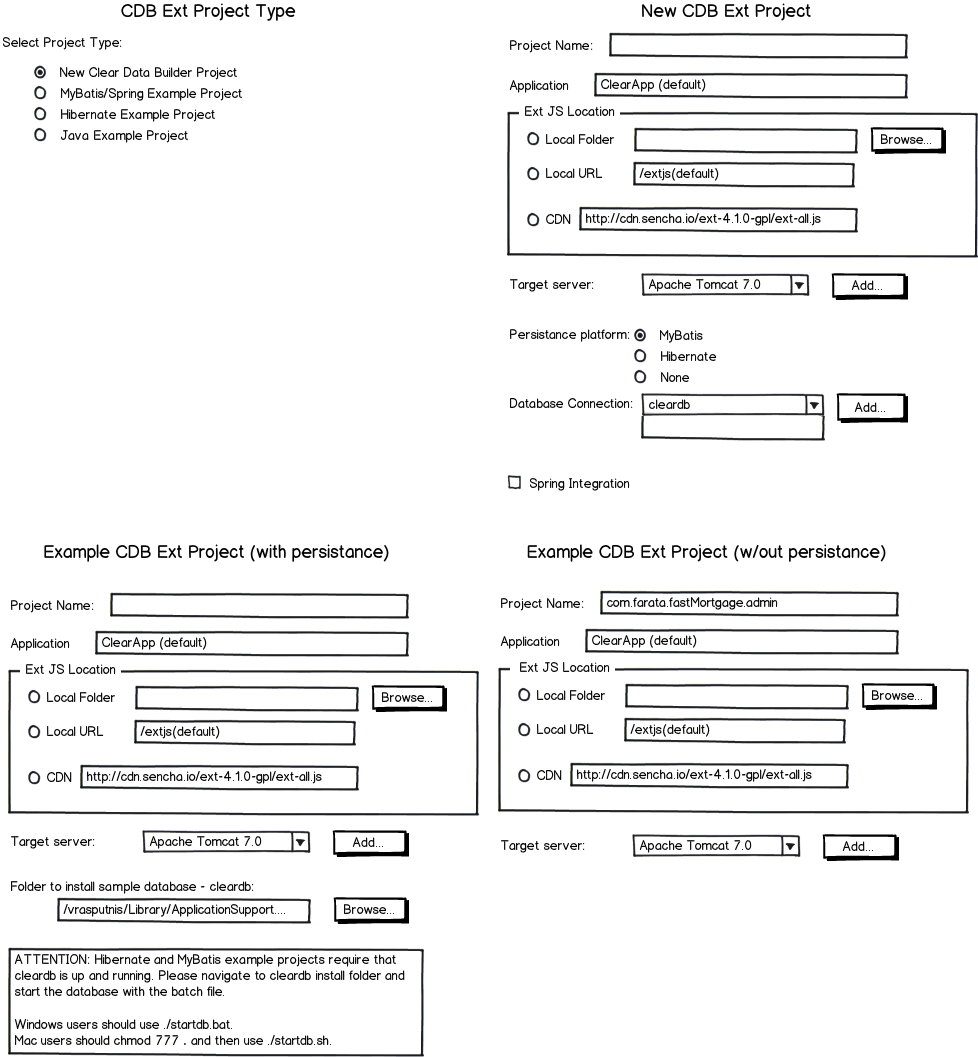 CDB Ext Project Type
Select Project Type:
New Clear Data Builder Project
MyBatis/Spring Example Project
Hibernate Example Project
Java Example Project
New CDB Ext Project
Project Name:
Application
ClearApp (default)
Ext JS Location
Local Folder
Browse...
Local URL
/extjs(default)
CDN
http://cdn.sencha.io/ext-4.1.0-gpl/ext-all.js
Target server:
Apache Tomcat 7.0
Add...
Persistance platform:
MyBatis
Hibernate
None
Database Connection:
cleardb
Add...
Spring Integration
Example CDB Ext Project (with persistance)
Project Name:
Application
ClearApp (default)
Ext JS Location
Local Folder
Browse...
Local URL
/extjs(default)
CDN
http://cdn.sencha.io/ext-4.1.0-gpl/ext-all.js
Target server:
Apache Tomcat 7.0
Add...
Folder to install sample database - cleardb:
/vrasputnis/Library/ApplicationSupport....
Browse...
ATTENTION: Hibernate and MyBatis example projects require that
cleardb is up and running. Please navigate to cleardb install folder and
start the database with the batch file.
Windows users should use ./startdb.bat.
Mac users should chmod 777 . and then use ./startdb.sh.
Example CDB Ext Project (w/out persistance)
Project Name:
com.farata.fastMortgage.admin
Application
ClearApp (default)
Ext JS Location
Local Folder
Browse...
Local URL
/extjs(default)
CDN
http://cdn.sencha.io/ext-4.1.0-gpl/ext-all.js
Target server:
Apache Tomcat 7.0
Add...